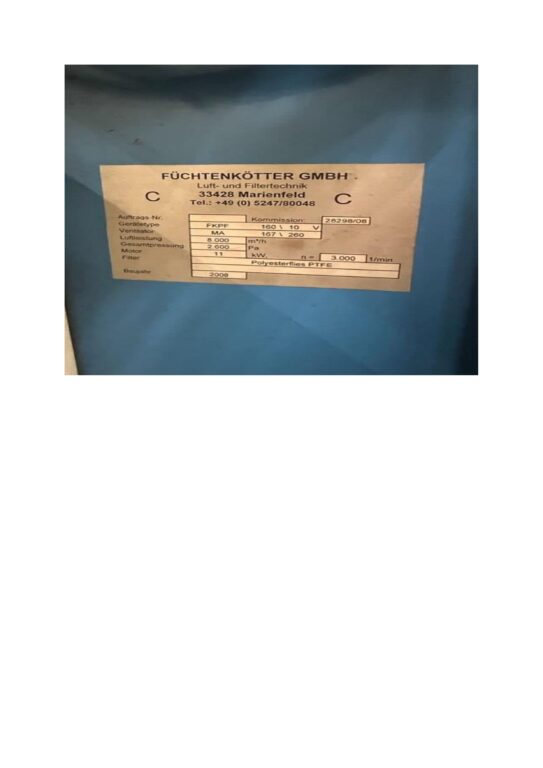 FÜCHTENKÖTTER GMBH
Luft- und Filtertechnik
C 33428 Marienfeld C
Tel.: +49 (0) 5247/80048
Auftrags-Nr. Kommission: 28298/08
Gerätetype FKPF 160 \ 10 V
Ventilator MA 167 \ 260
Luftleistung 8.000 m³/h
Gesamtpressung 2.600 Pa
Motor 11 kW. n = 3.000 1/min
Filter Polyesterflies PTFE
Baujahr 2008